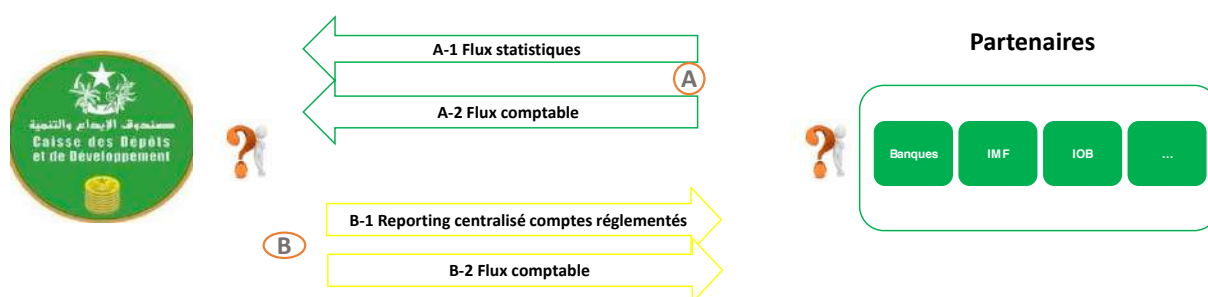 صندوق الإيداع والتنمية
Caisse des Dépôts
et de Développement
A-1 Flux statistiques
A
A-2 Flux comptable
Partenaires
Banques
IMF
IOB
...
B-1 Reporting centralisé comptes réglementés
B
B-2 Flux comptable